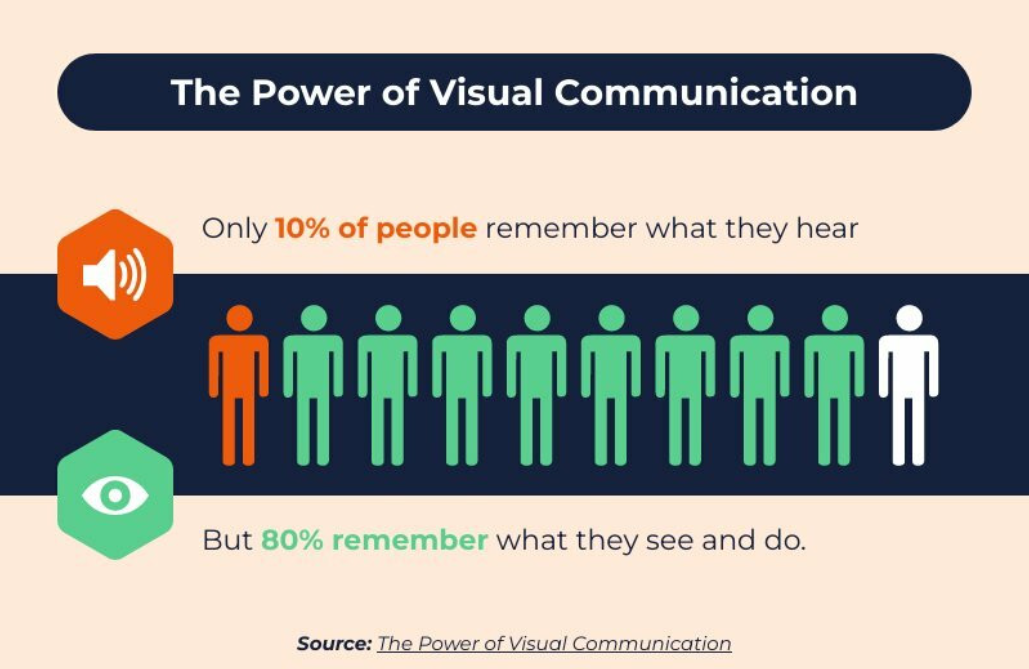 The Power of Visual Communication
Only 10% of people remember what they hear
But 80% remember what they see and do.
Source: The Power of Visual Communication